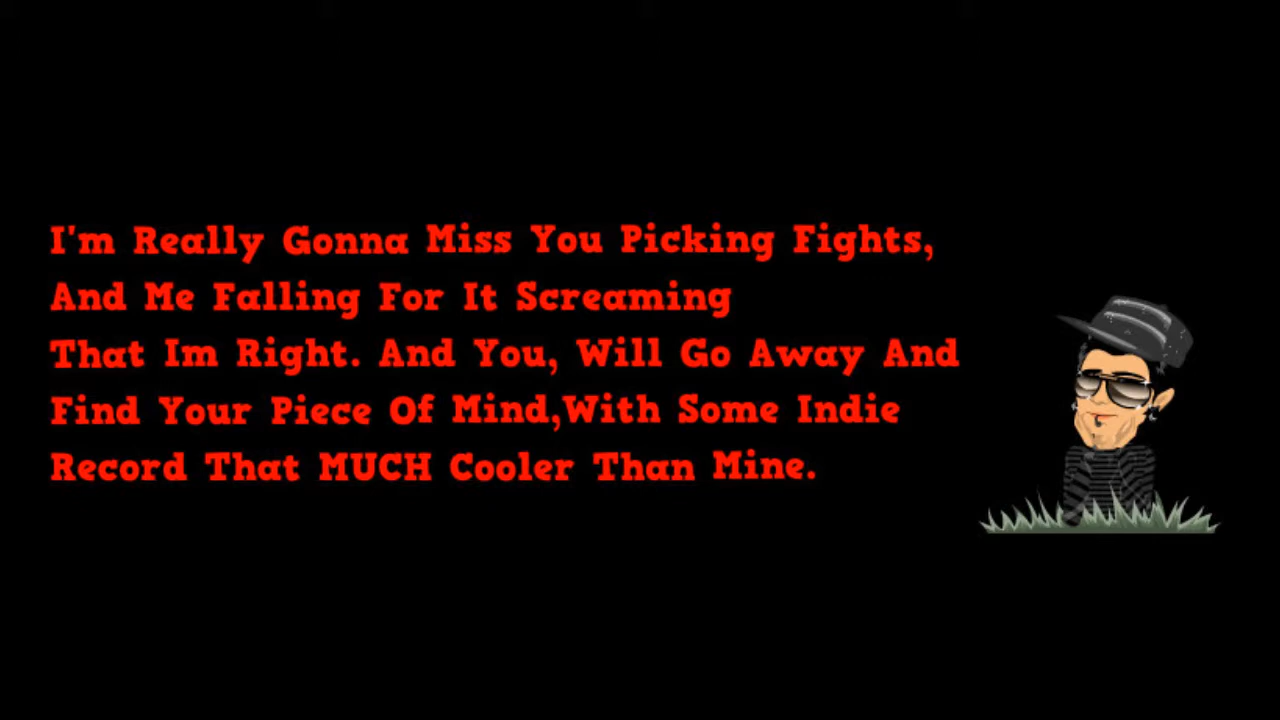 I'm Really Gonna Miss You Picking Fights,
And Me Falling For It Screaming
That Im Right. And You, Will Go Away And
Find Your Piece Of Mind,With Some Indie
Record That MUCH Cooler Than Mine.